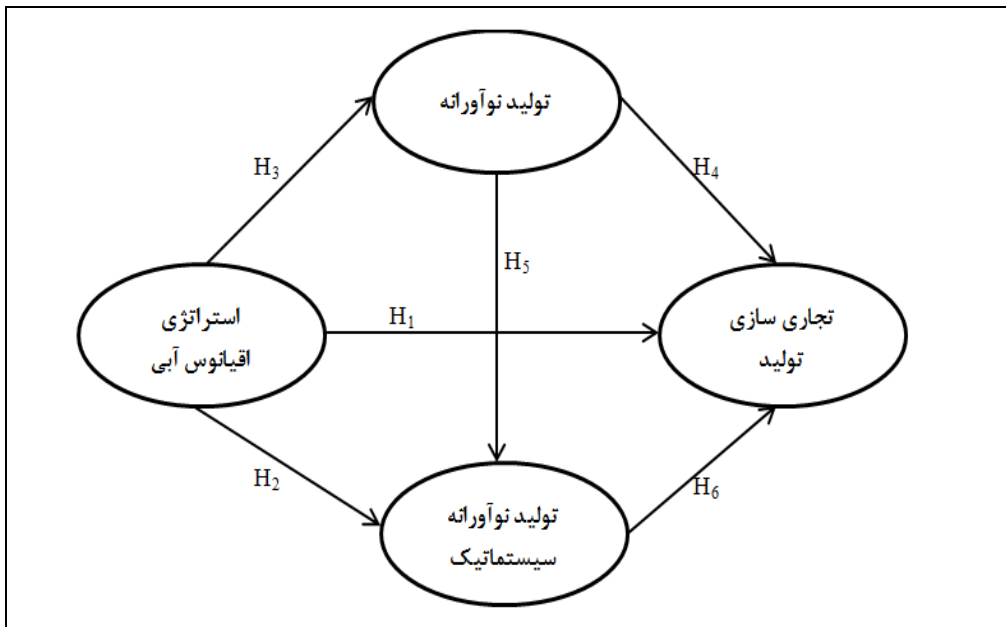 تولید نوآورانه
H₃
H₄
H₅
استراتژی
اقیانوس آبی
H₁
تجاری سازی
تولید
H₂
تولید نوآورانه
سیستماتیک
H₆